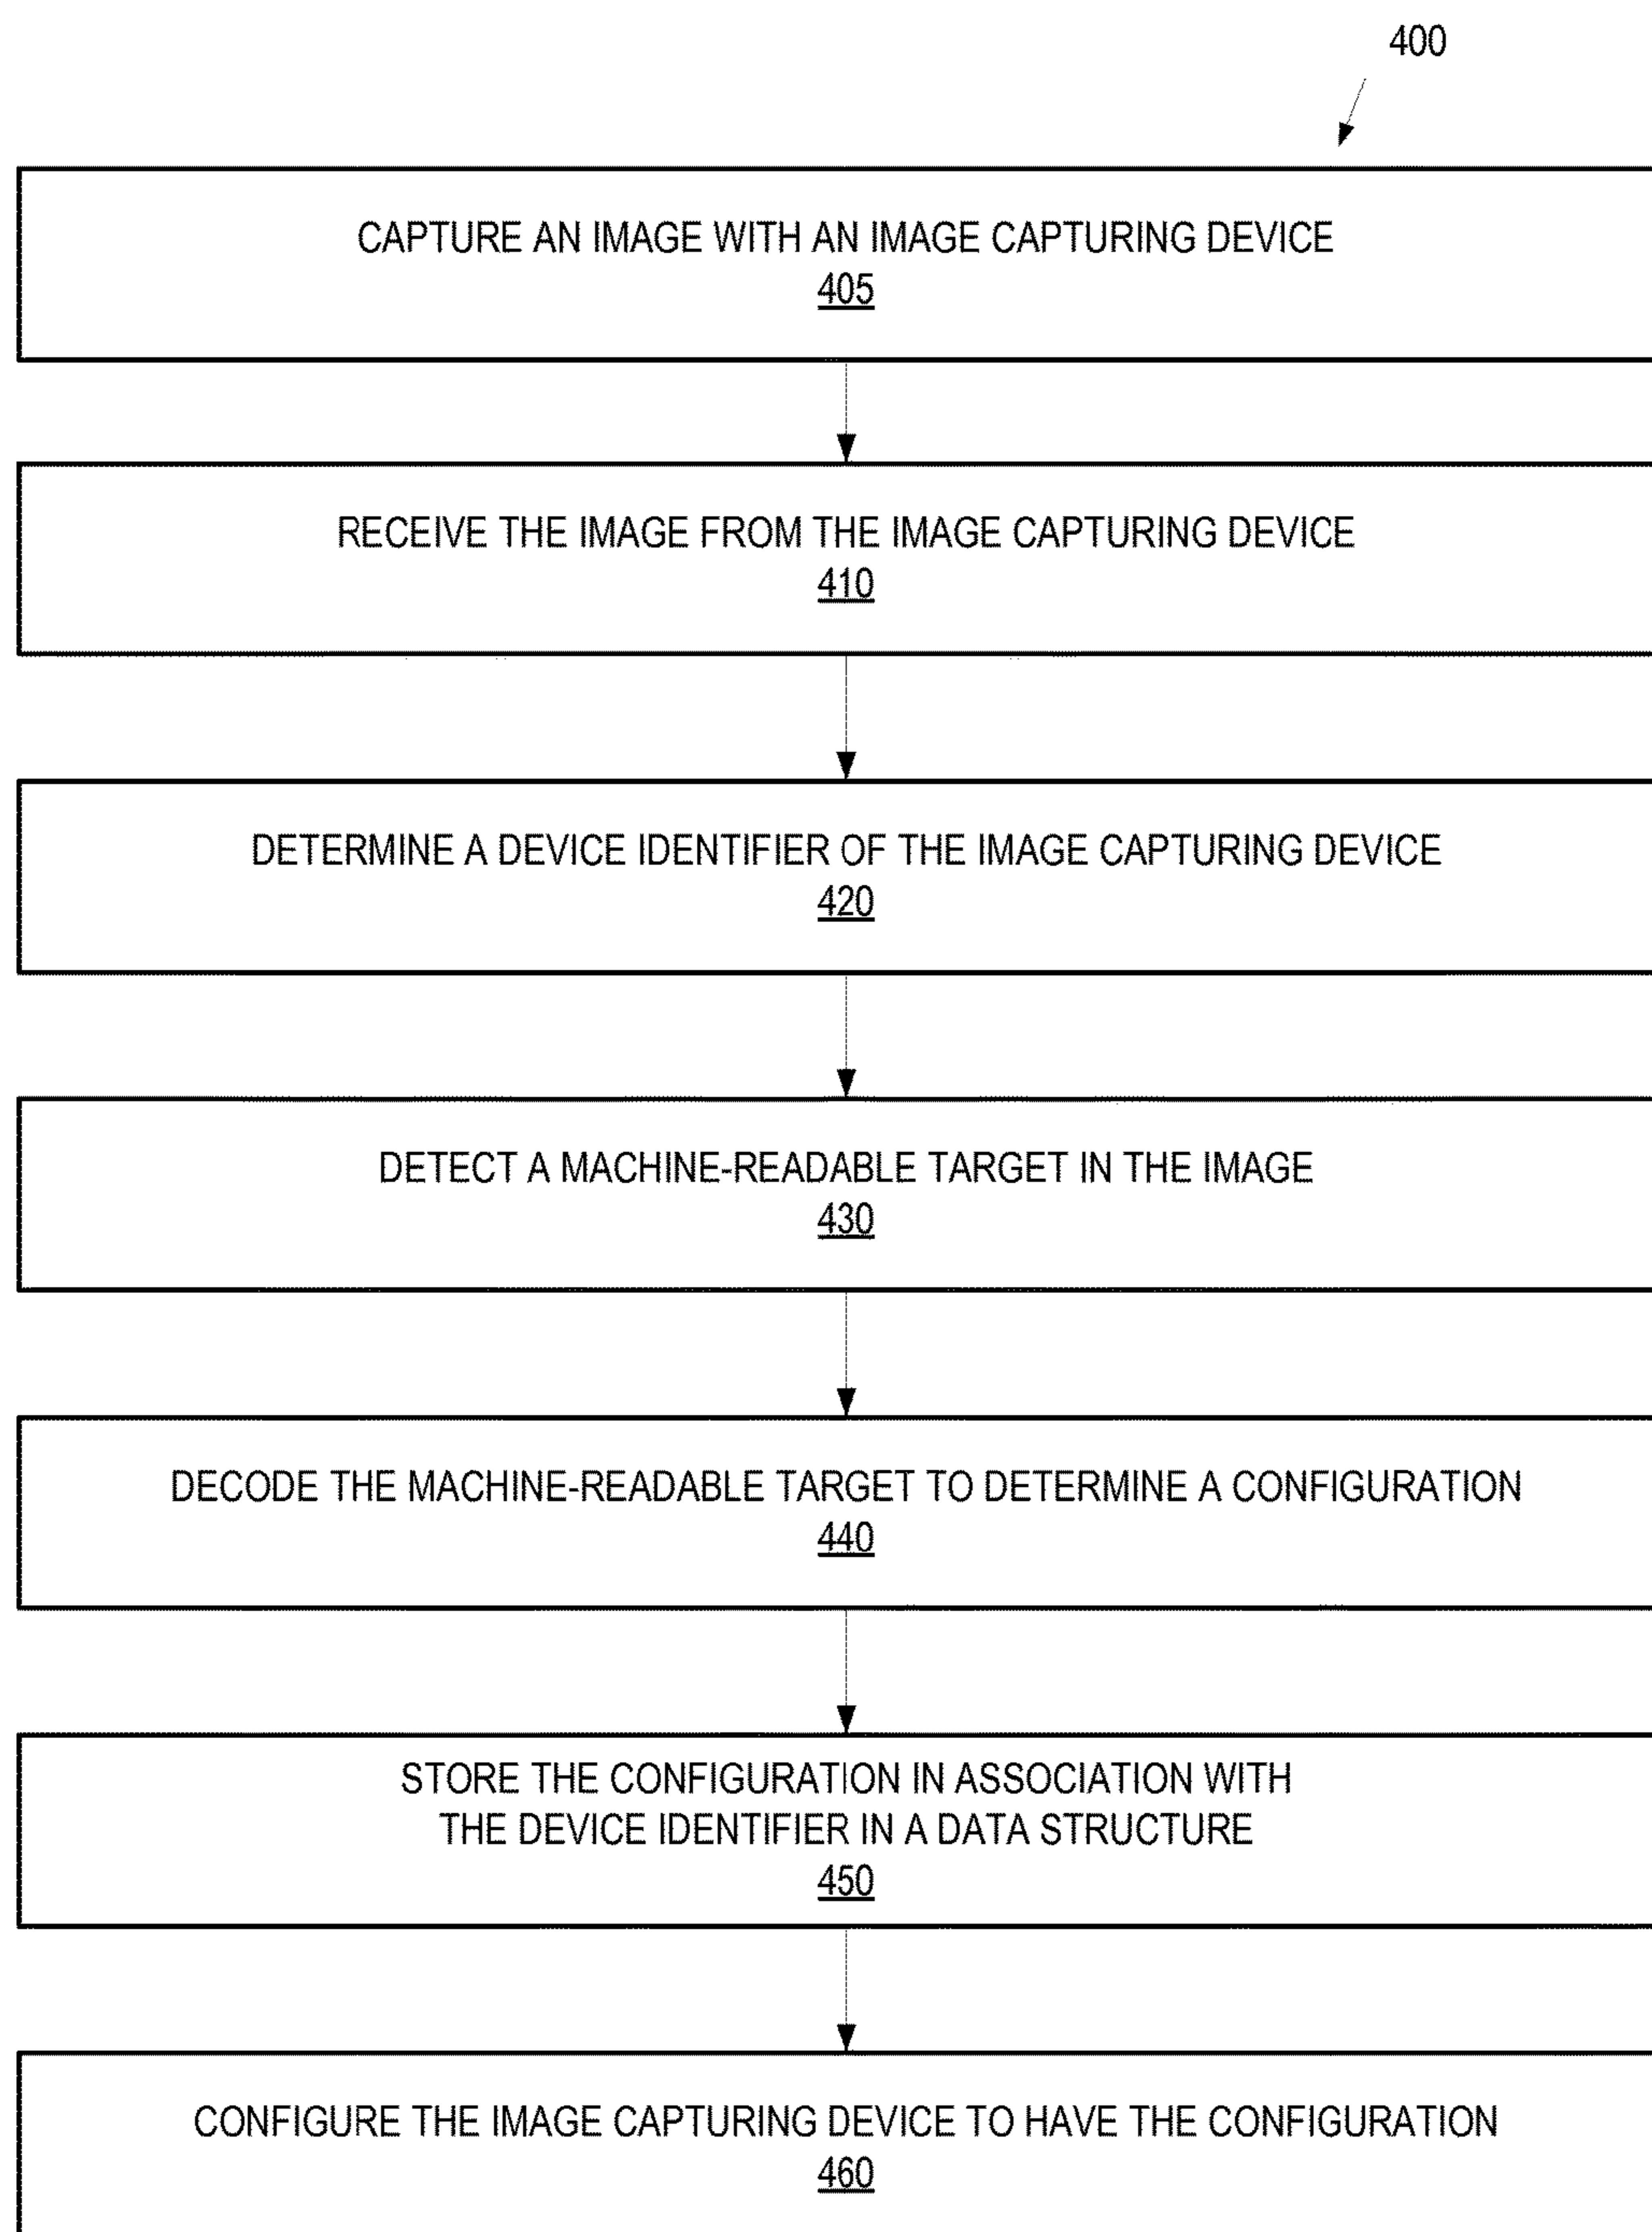 400
CAPTURE AN IMAGE WITH AN IMAGE CAPTURING DEVICE
405
RECEIVE THE IMAGE FROM THE IMAGE CAPTURING DEVICE
410
DETERMINE A DEVICE IDENTIFIER OF THE IMAGE CAPTURING DEVICE
420
DETECT A MACHINE-READABLE TARGET IN THE IMAGE
430
DECODE THE MACHINE-READABLE TARGET TO DETERMINE A CONFIGURATION
440
STORE THE CONFIGURATION IN ASSOCIATION WITH
THE DEVICE IDENTIFIER IN A DATA STRUCTURE
450
CONFIGURE THE IMAGE CAPTURING DEVICE TO HAVE THE CONFIGURATION
460